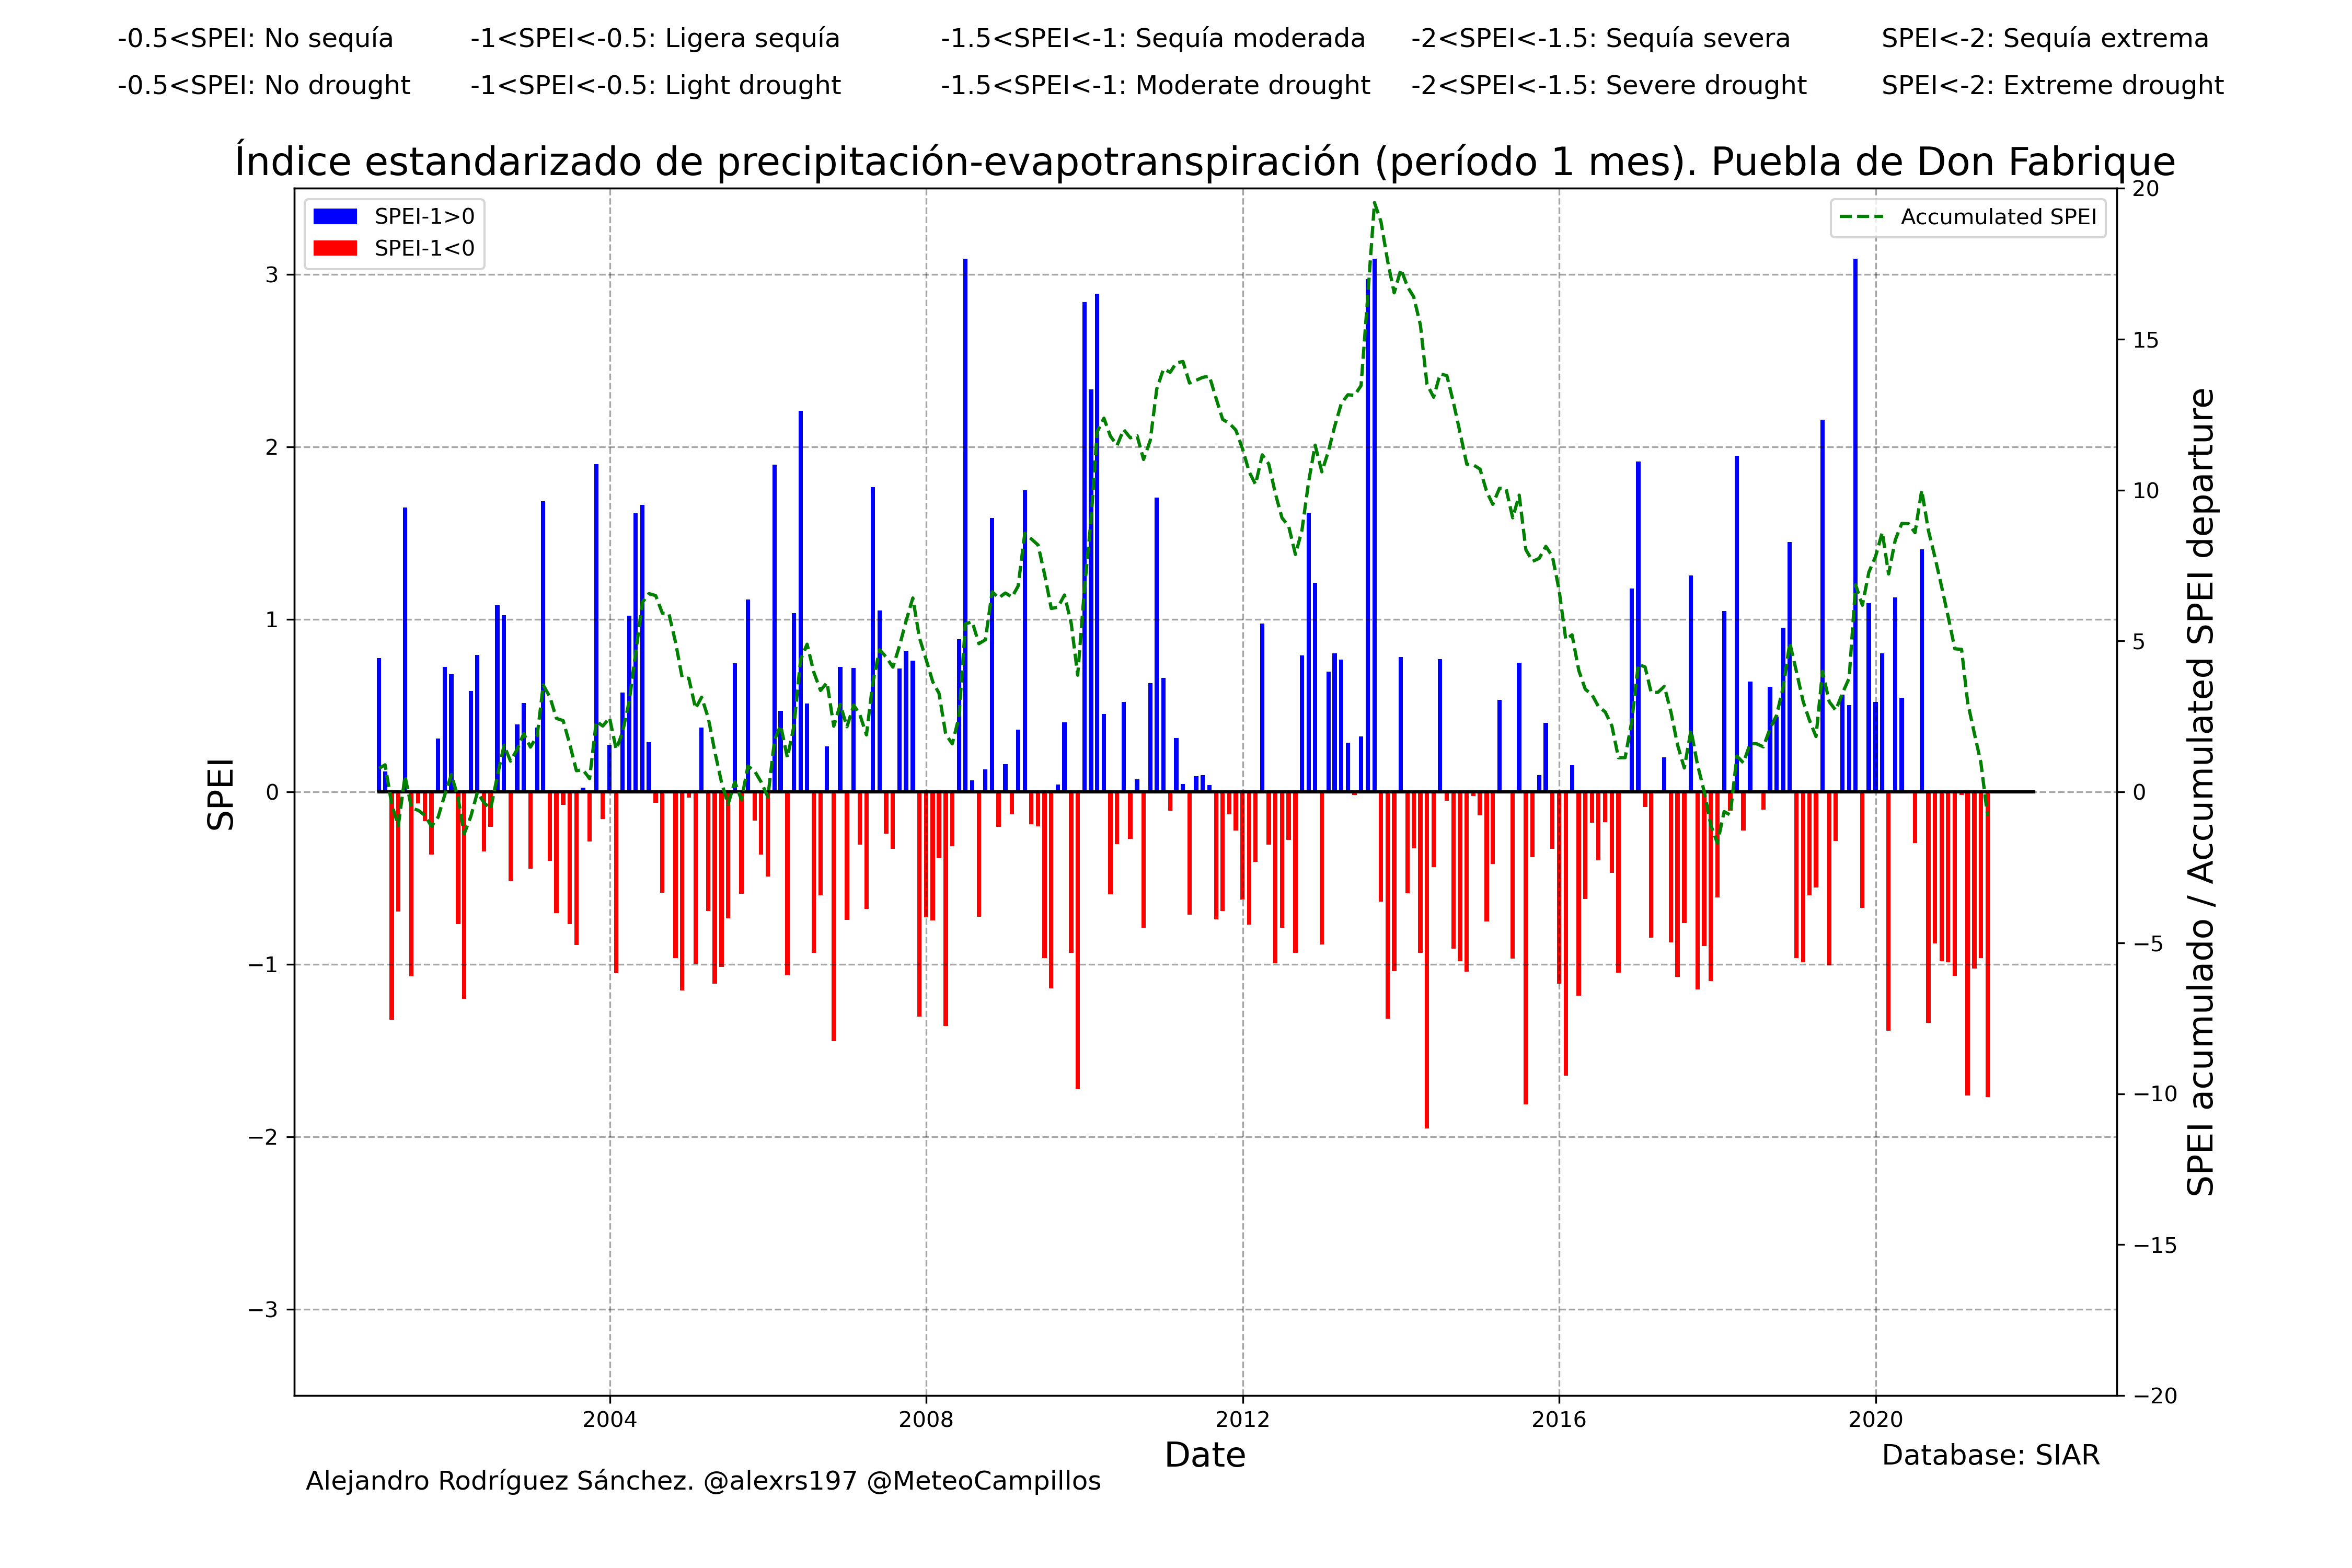 -0.5<SPEI: No sequía -1<SPEI<-0.5: Ligera sequía -1.5<SPEI<-1: Sequía moderada -2<SPEI<-1.5: Sequía severa SPEI<-2: Sequía extrema
-0.5<SPEI: No drought -1<SPEI<-0.5: Light drought -1.5<SPEI<-1: Moderate drought -2<SPEI<-1.5: Severe drought SPEI<-2: Extreme drought
Índice estandarizado de precipitación-evapotranspiración (período 1 mes). Puebla de Don Fabrique
SPEI-1>0
SPEI-1<0
Accumulated SPEI
SPEI
3
2
1
0
−1
−2
−3
20
15
10
5
0
−5
−10
−15
−20
SPEI acumulado / Accumulated SPEI departure
2004 2008 2012 2016 2020
Date
Database: SIAR
Alejandro Rodríguez Sánchez. @alexrs197 @MeteoCampillos